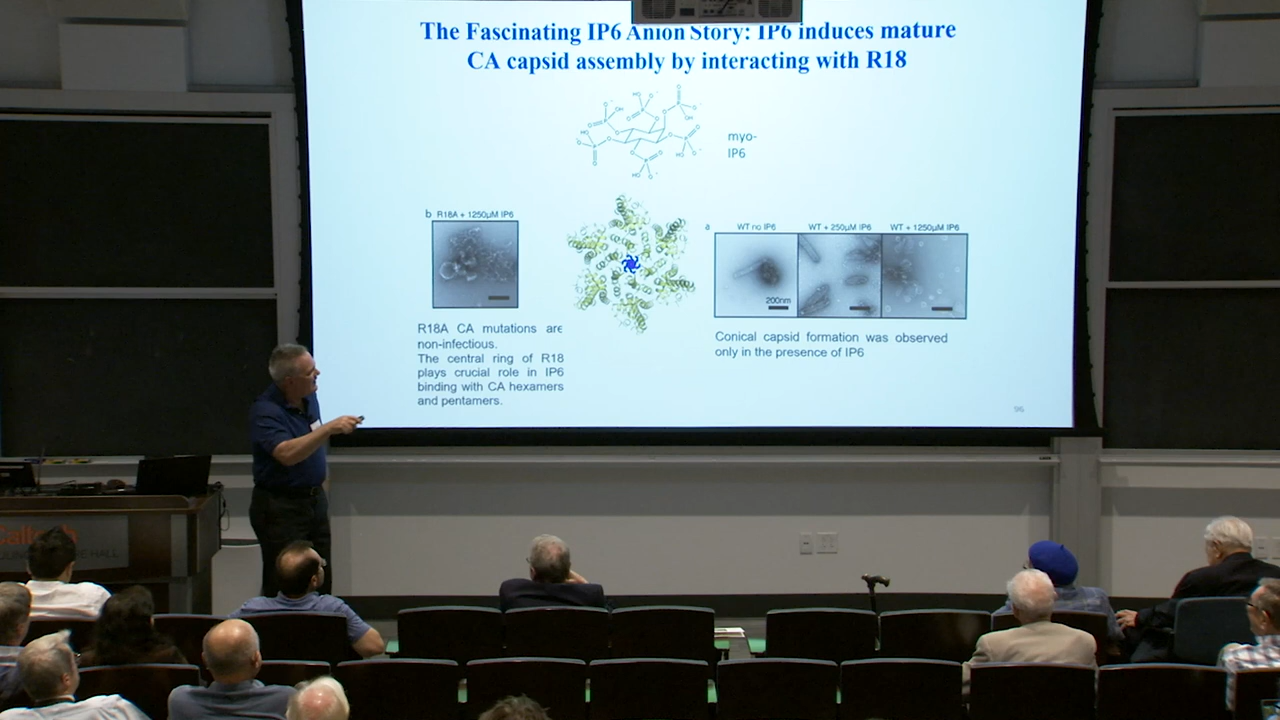 The Fascinating IP6 Anion Story: IP6 induces mature
CA capsid assembly by interacting with R18
myo-
IP6
b R18A + 1250µM IP6
a
WT no IP6
WT + 250µM IP6
WT + 1250µM IP6
200nm
R18A CA mutations are
non-infectious.
The central ring of R18
plays crucial role in IP6
binding with CA hexamers
and pentamers.
Conical capsid formation was observed
only in the presence of IP6
96
HALL